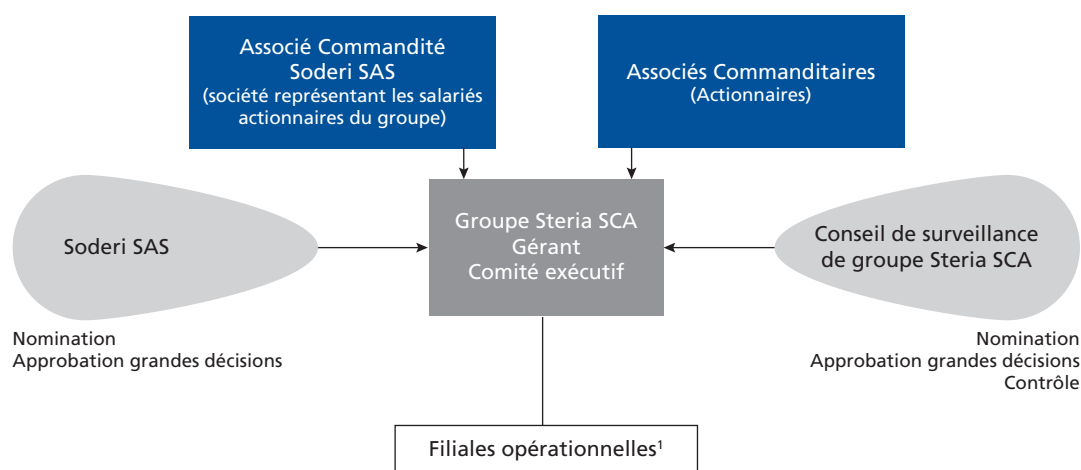 Associé Commandité
Soderi SAS
(société représentant les salariés
actionnaires du groupe)
Associés Commanditaires
(Actionnaires)
Soderi SAS
Groupe Steria SCA
Gérant
Comité exécutif
Conseil de surveillance
de groupe Steria SCA
Nomination
Approbation grandes décisions
Nomination
Approbation grandes décisions
Contrôle
Filiales opérationnelles¹